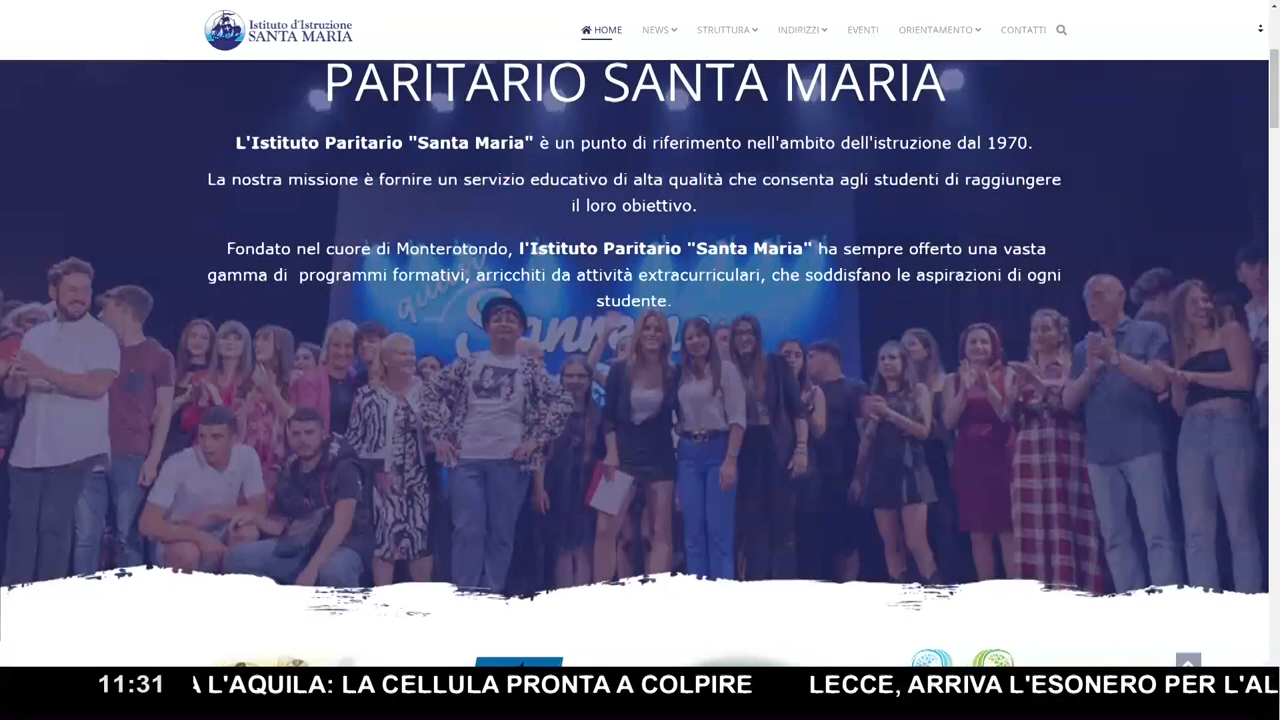 Istituto d'Istruzione
SANTA MARIA
HOME NEWS STRUTTURA INDIRIZZI EVENTI ORIENTAMENTO CONTATTI
PARITARIO SANTA MARIA
L'Istituto Paritario "Santa Maria" è un punto di riferimento nell'ambito dell'istruzione dal 1970.
La nostra missione è fornire un servizio educativo di alta qualità che consenta agli studenti di raggiungere
il loro obiettivo.
Fondato nel cuore di Monterotondo, l'Istituto Paritario "Santa Maria" ha sempre offerto una vasta
gamma di programmi formativi, arricchiti da attività extracurriculari, che soddisfano le aspirazioni di ogni
studente.
11:31 A L'AQUILA: LA CELLULA PRONTA A COLPIRE LECCE, ARRIVA L'ESONERO PER L'AL